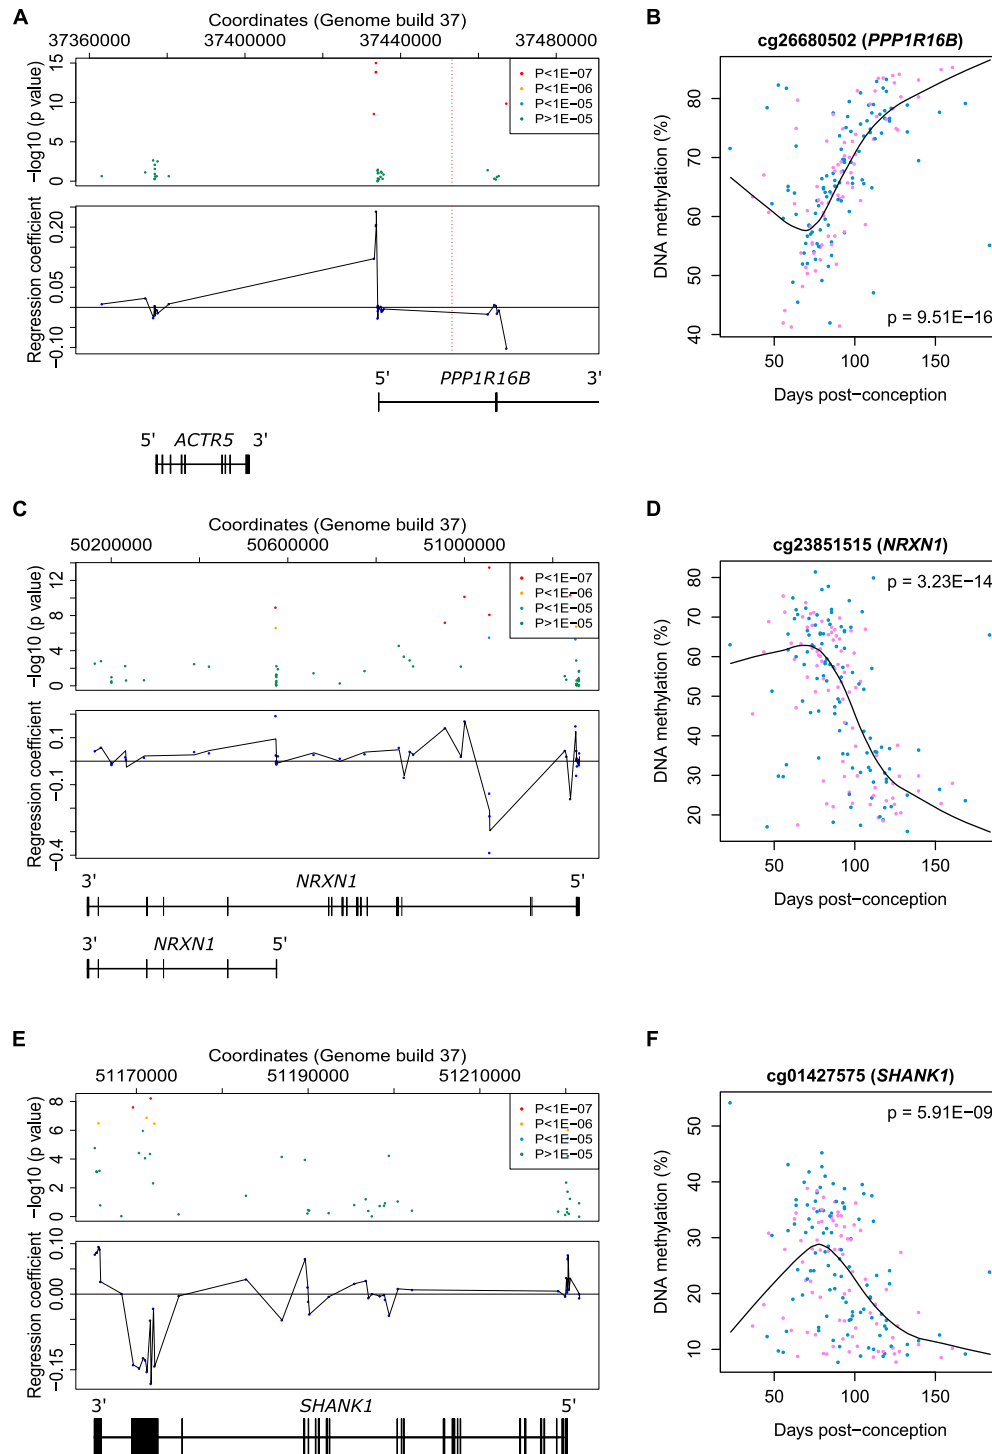 A
Coordinates (Genome build 37)
37360000 37400000 37440000 37480000
−log10 (p value)
15
10
5
0
P<1E−07
P<1E−06
P<1E−05
P>1E−05
Regression coefficient
0.20
0.05
−0.10
5' PPP1R16B 3'
5' ACTR5 3'
B
cg26680502 (PPP1R16B)
DNA methylation (%)
80
70
60
50
40
p = 9.51E−16
50 100 150
Days post−conception
C
Coordinates (Genome build 37)
50200000 50600000 51000000
−log10 (p value)
12
8
4
0
P<1E−07
P<1E−06
P<1E−05
P>1E−05
Regression coefficient
0.1
−0.1
−0.4
3' NRXN1 5'
3' NRXN1 5'
D
cg23851515 (NRXN1)
p = 3.23E−14
DNA methylation (%)
80
70
60
50
40
30
20
50 100 150
Days post−conception
E
Coordinates (Genome build 37)
51170000 51190000 51210000
−log10 (p value)
8
6
4
2
0
P<1E−07
P<1E−06
P<1E−05
P>1E−05
Regression coefficient
0.10
0.00
−0.15
3' SHANK1 5'
F
cg01427575 (SHANK1)
p = 5.91E−09
DNA methylation (%)
50
40
30
20
10
50 100 150
Days post−conception